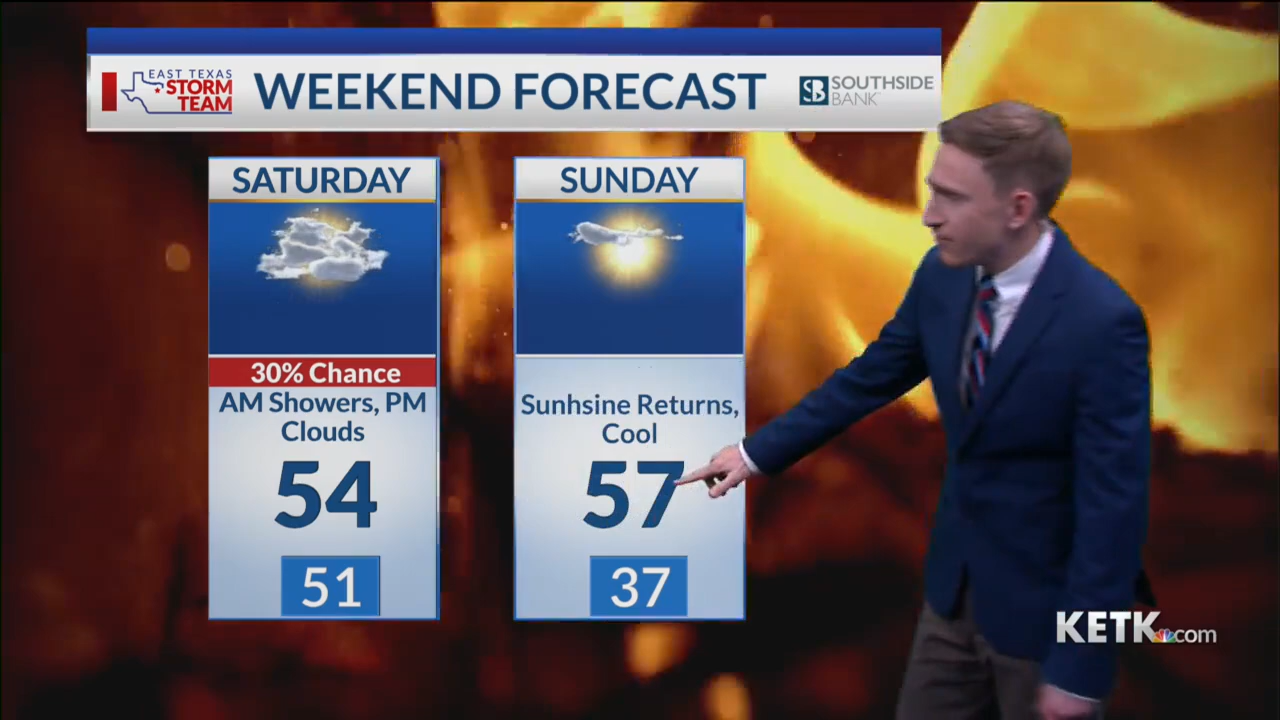 EAST TEXAS
STORM
TEAM
WEEKEND FORECAST
SB
SOUTHSIDE
BANK
SATURDAY
30% Chance
AM Showers, PM
Clouds
54
51
SUNDAY
Sunhsine Returns,
Cool
57
37
KETK.com